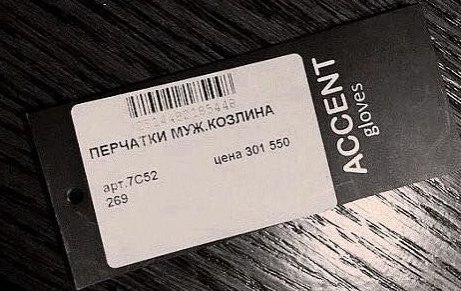 ПЕРЧАТКИ МУЖ.КОЗЛИНА
цена 301 550
арт.7С52
269
ACCENT
gloves